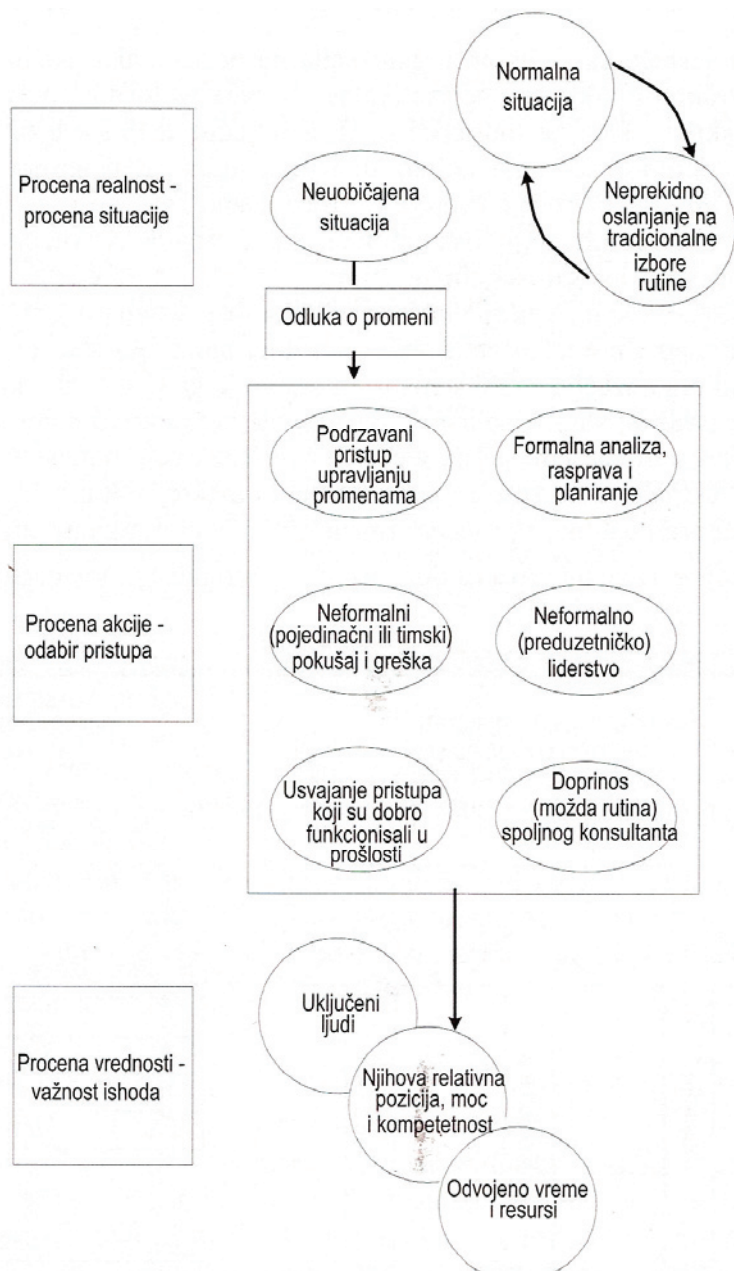 Normalna
situacija
Procena realnost -
procena situacije
Neuobičajena
situacija
Neprekidno
oslanjanje na
tradicionalne
izbore
rutine
Odluka o promeni
Podrzavani
pristup
upravljanju
promenama
Formalna analiza,
rasprava i
planiranje
Procena akcije -
odabir pristupa
Neformalni
(pojedinačni ili timski)
pokušaj i greška
Neformalno
(preduzetničko)
liderstvo
Usvajanje pristupa
koji su dobro
funkcionisali u
prošlosti
Doprinos
(možda rutina)
spoljnog konsultanta
Procena vrednosti -
važnost ishoda
Uključeni
ljudi
Njihova relativna
pozicija, moc
i kompetetnost
Odvojeno vreme
i resursi